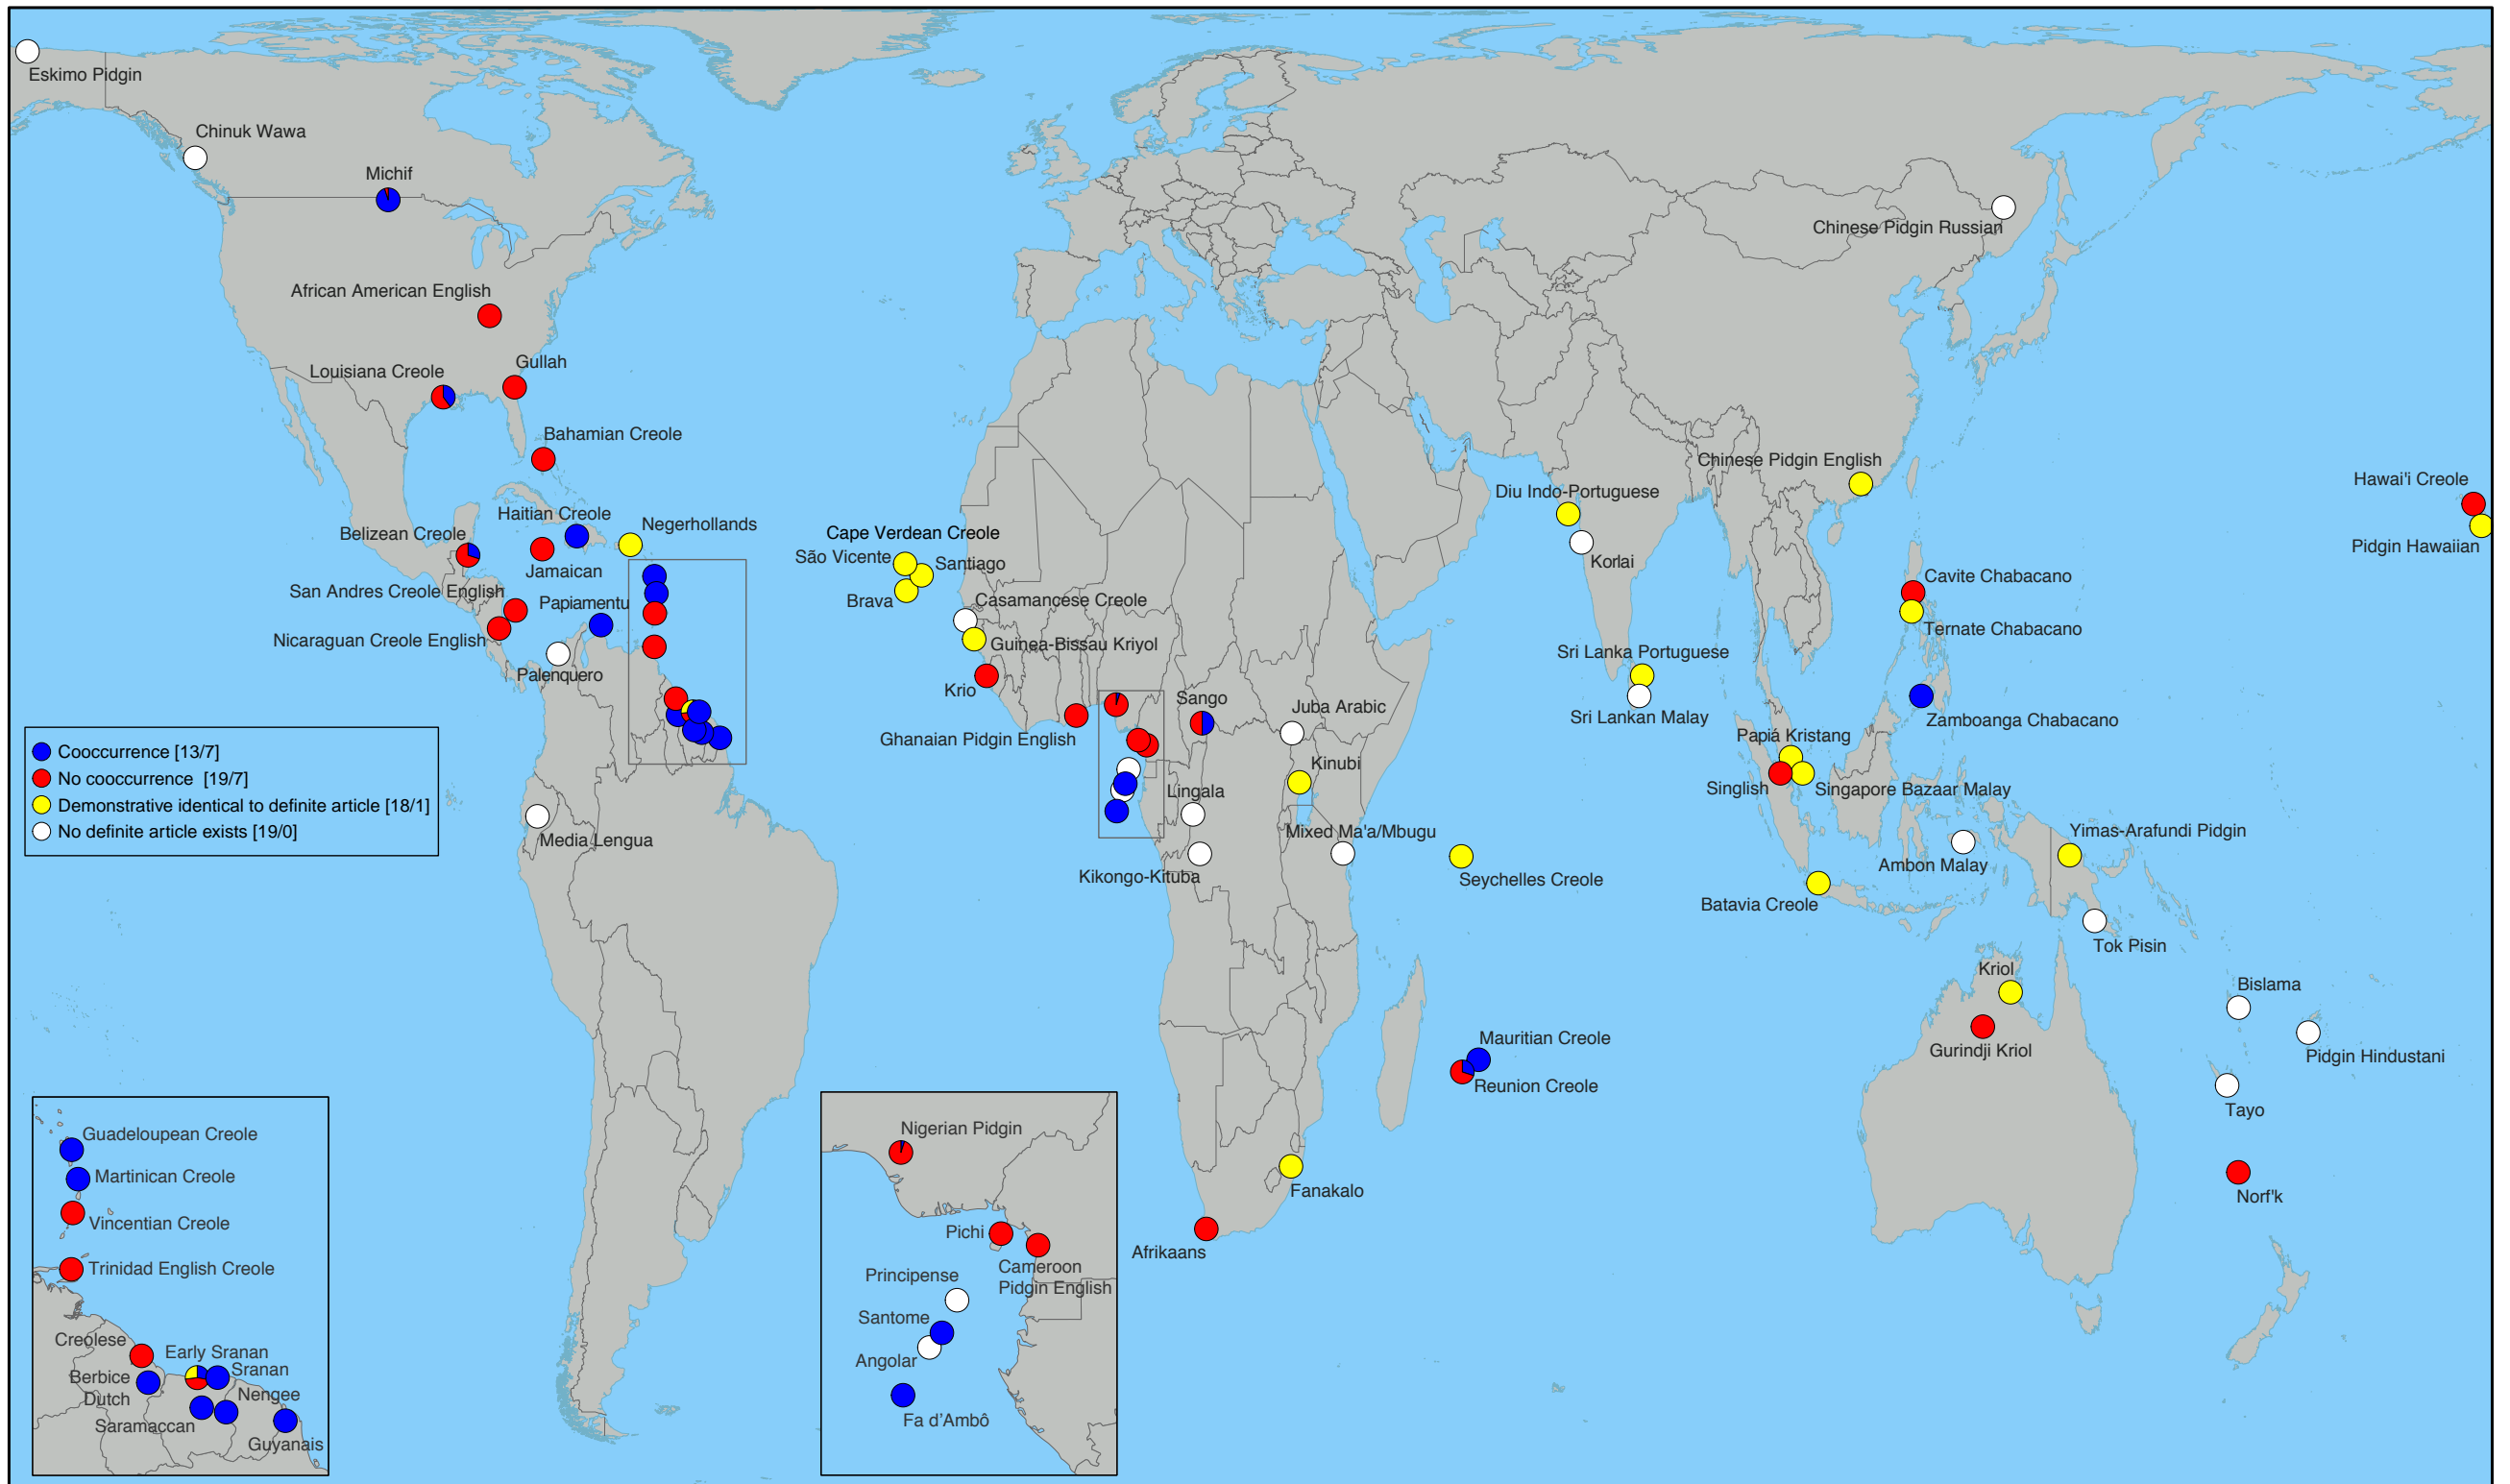 Eskimo Pidgin
Chinuk Wawa
Michif
Chinese Pidgin Russian
African American English
Gullah
Louisiana Creole
Bahamian Creole
Chinese Pidgin English
Hawai'i Creole
Diu Indo-Portuguese
Haitian Creole
Negerhollands
Belizean Creole
Cape Verdean Creole
São Vicente
Santiago
Brava
Korlai
Pidgin Hawaiian
Jamaican
San Andres Creole English
Papiamentu
Casamancese Creole
Cavite Chabacano
Nicaraguan Creole English
Guinea-Bissau Kriyol
Ternate Chabacano
Palenquero
Sri Lanka Portuguese
Krio
Sango
Juba Arabic
Sri Lankan Malay
Zamboanga Chabacano
Ghanaian Pidgin English
Papiá Kristang
Kinubi
Singlish
Singapore Bazaar Malay
Lingala
Cooccurrence [13/7]
No cooccurrence [19/7]
Demonstrative identical to definite article [18/1]
No definite article exists [19/0]
Media Lengua
Mixed Ma'a/Mbugu
Yimas-Arafundi Pidgin
Ambon Malay
Kikongo-Kituba
Seychelles Creole
Batavia Creole
Tok Pisin
Kriol
Bislama
Mauritian Creole
Gurindji Kriol
Pidgin Hindustani
Reunion Creole
Tayo
Fanakalo
Norf'k
Afrikaans
Guadeloupean Creole
Martinican Creole
Vincentian Creole
Trinidad English Creole
Creolese
Early Sranan
Sranan
Berbice
Dutch
Nengee
Saramaccan
Guyanais
Nigerian Pidgin
Pichi
Cameroon
Pidgin English
Principense
Santome
Angolar
Fa d’Ambô